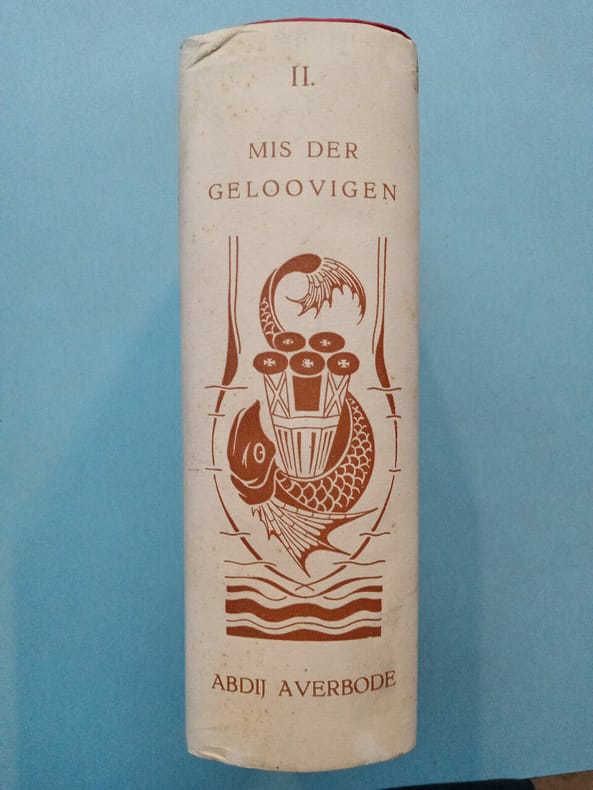 II.
MIS DER
GELOOVIGEN
ABDIJ AVERBODE